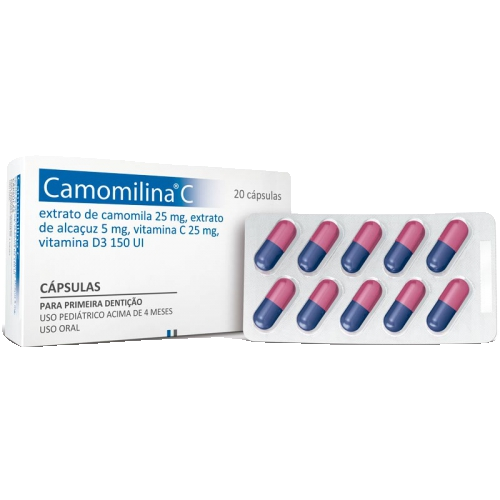 Camomilina® C
20 cápsulas
extrato de camomila 25 mg, extrato
de alcaçuz 5 mg, vitamina C 25 mg,
vitamina D3 150 UI
CÁPSULAS
PARA PRIMEIRA DENTIÇÃO
USO PEDIÁTRICO ACIMA DE 4 MESES
USO ORAL